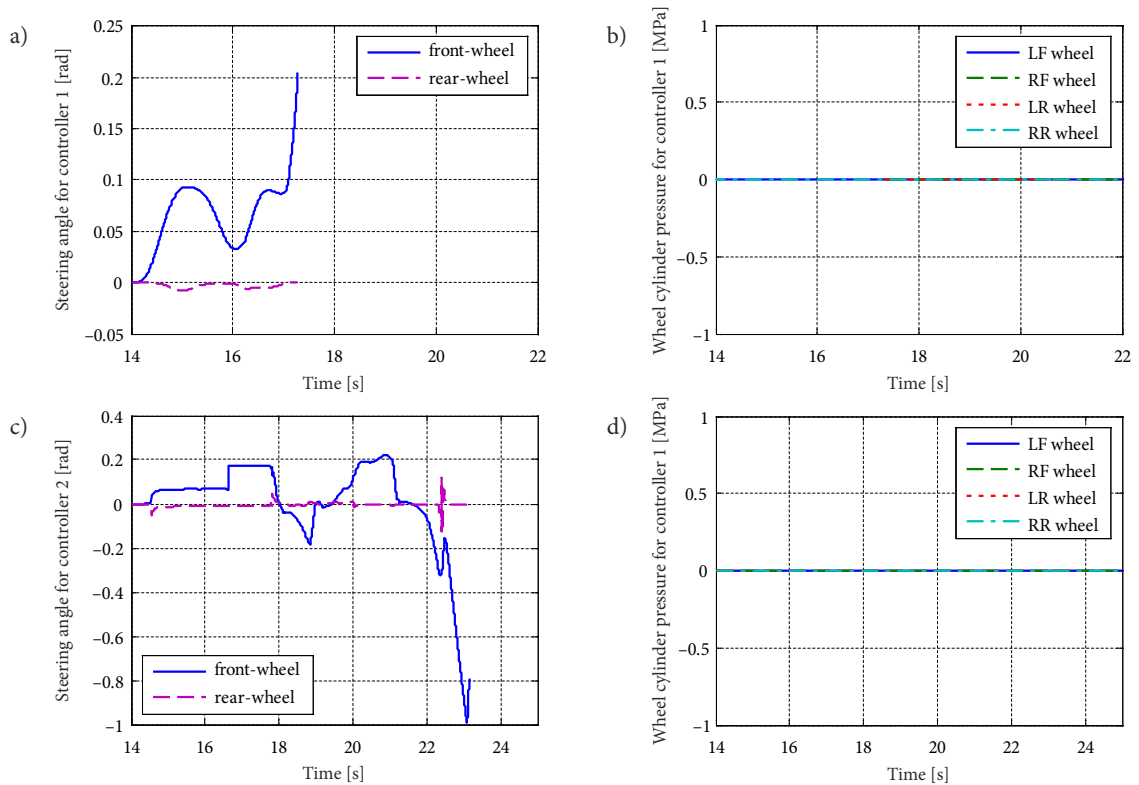 a)
Steering angle for controller 1 [rad]
0.25
0.2
0.15
0.1
0.05
0
−0.05
front-wheel
rear-wheel
14 16 18 20 22
Time [s]
b)
Wheel cylinder pressure for controller 1 [MPa]
1
0.5
0
−0.5
−1
LF wheel
RF wheel
LR wheel
RR wheel
14 16 18 20 22
Time [s]
c)
Steering angle for controller 2 [rad]
0.4
0.2
0
−0.2
−0.4
−0.6
−0.8
−1
front-wheel
rear-wheel
14 16 18 20 22 24
Time [s]
d)
Wheel cylinder pressure for controller 1 [MPa]
1
0.5
0
−0.5
−1
LF wheel
RF wheel
LR wheel
RR wheel
14 16 18 20 22 24
Time [s]